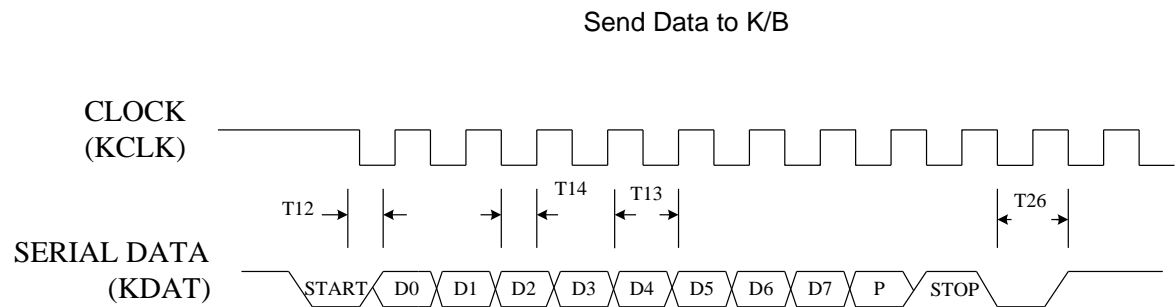 Send Data to K/B
CLOCK
(KCLK)
T12
T14
T13
T26
SERIAL DATA
(KDAT)
START D0 D1 D2 D3 D4 D5 D6 D7 P STOP